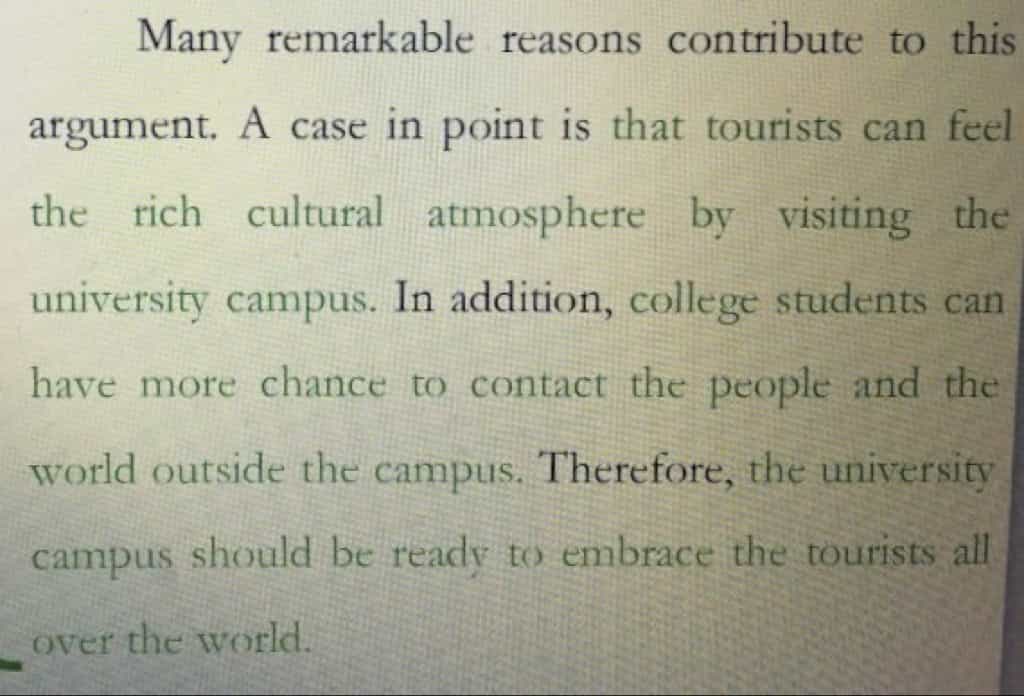 Many remarkable reasons contribute to this
argument. A case in point is that tourists can feel
the rich cultural atmosphere by visiting the
university campus. In addition, college students can
have more chance to contact the people and the
world outside the campus. Therefore, the university
campus should be ready to embrace the tourists all
over the world.